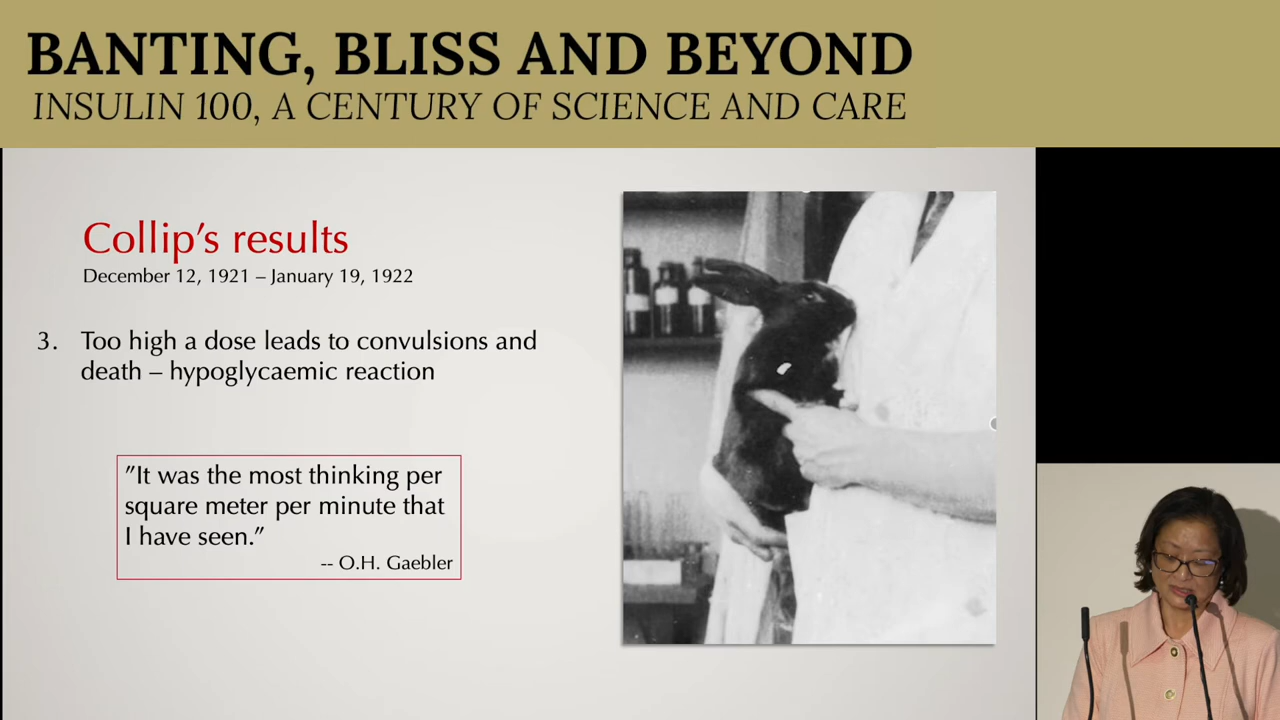 BANTING, BLISS AND BEYOND
INSULIN 100, A CENTURY OF SCIENCE AND CARE
Collip’s results
December 12, 1921 – January 19, 1922
3. Too high a dose leads to convulsions and
death – hypoglycaemic reaction
”It was the most thinking per
square meter per minute that
I have seen.”
-- O.H. Gaebler